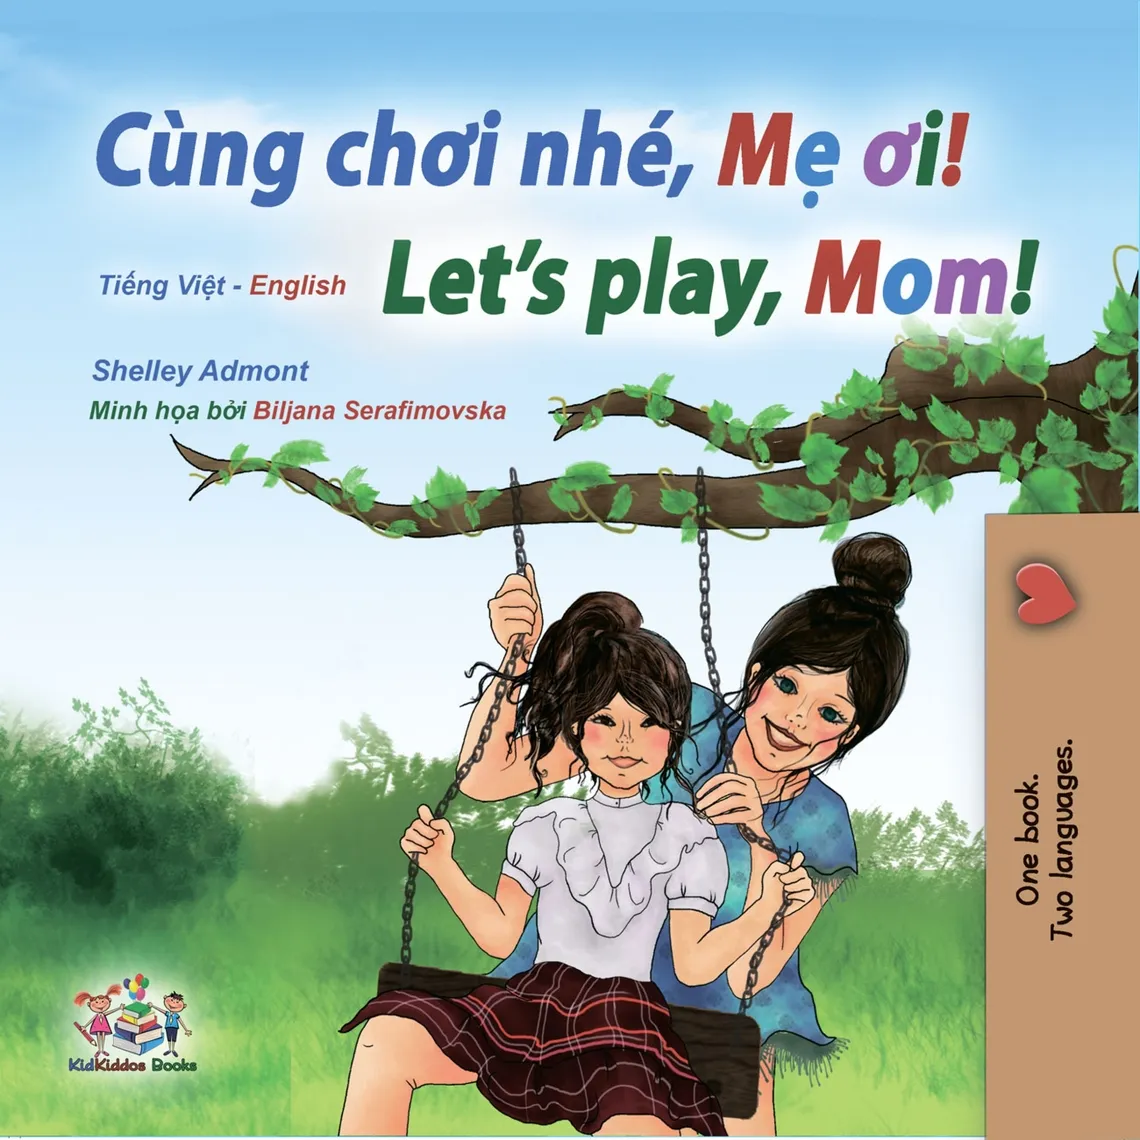 Cùng chơi nhé, Mẹ ơi!
Let's play, Mom!
Tiếng Việt - English
Shelley Admont
Minh họa bởi Biljana Serafimovska
One book.
Two languages.
KidKiddos Books